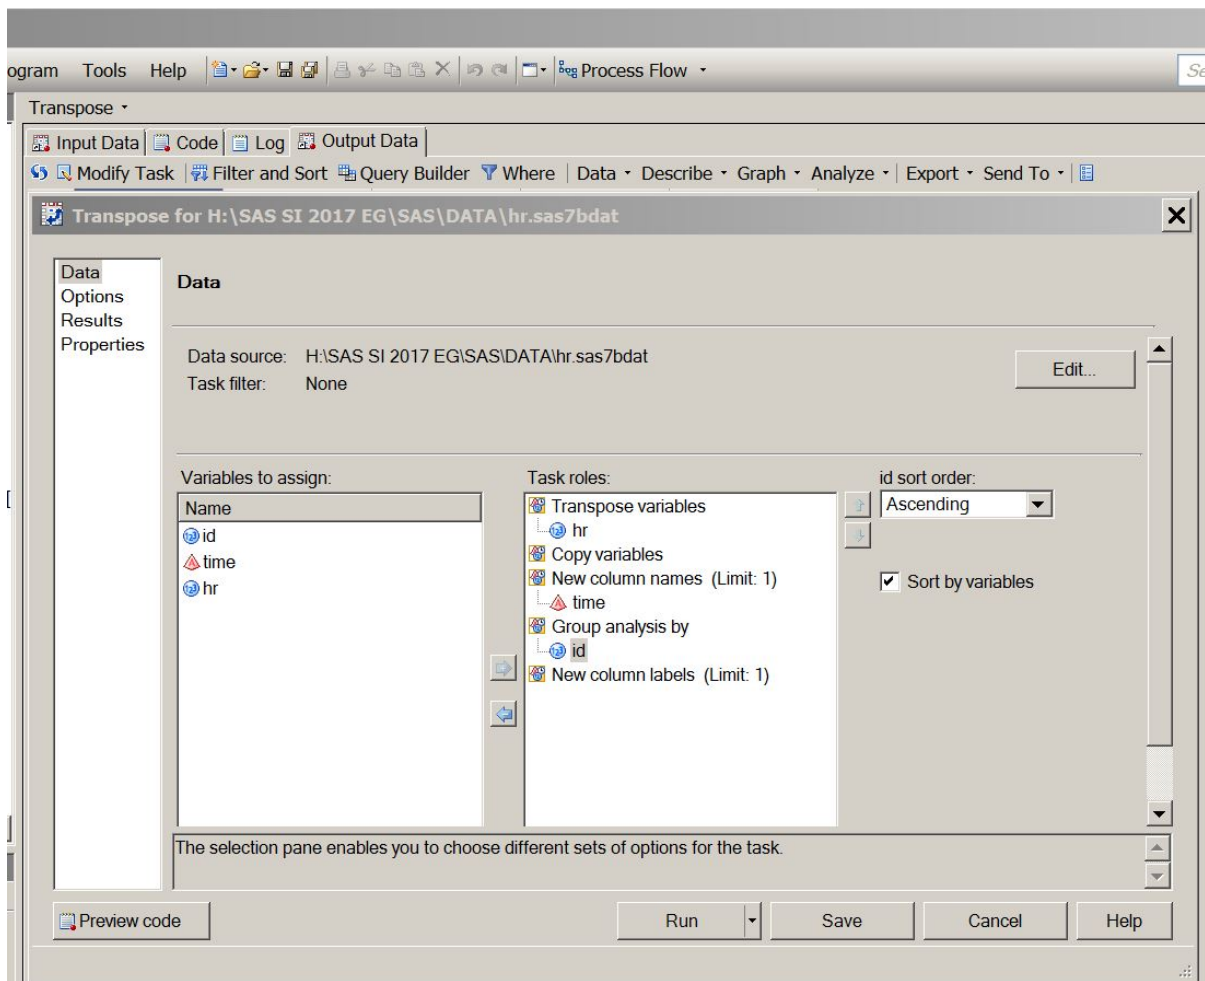 ogram Tools Help Process Flow
Transpose
Input Data Code Log Output Data
Modify Task Filter and Sort Query Builder Where Data Describe Graph Analyze Export Send To
Transpose for H:\SAS SI 2017 EG\SAS\DATA\hr.sas7bdat
Data
Options
Results
Properties
Data
Data source: H:\SAS SI 2017 EG\SAS\DATA\hr.sas7bdat
Task filter: None
Edit...
Variables to assign:
Name
id
time
hr
Task roles:
Transpose variables
hr
Copy variables
New column names (Limit: 1)
time
Group analysis by
id
New column labels (Limit: 1)
id sort order:
Ascending
Sort by variables
The selection pane enables you to choose different sets of options for the task.
Preview code Run Save Cancel Help